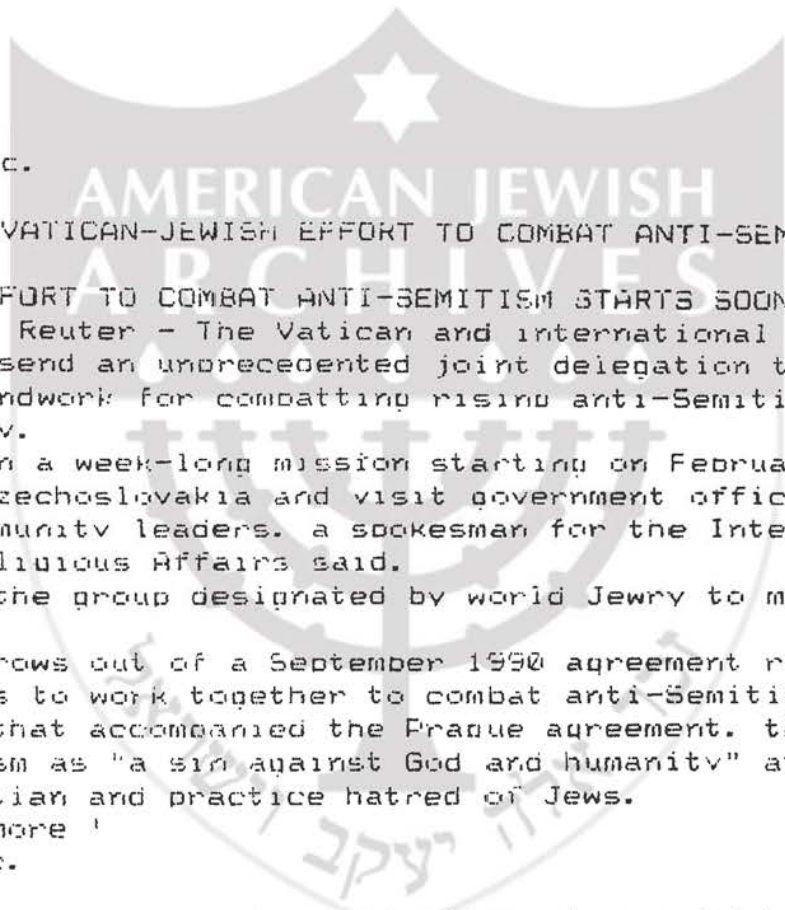 c.
AMERICAN JEWISH
VATICAN-JEWISH EFFORT TO COMBAT ANTI-SEM
ARCHIVES
FORT TO COMBAT ANTI-SEMITISM STARTS SOON
Reuter - The Vatican and international
send an unprecedented joint delegation t
ndwork for combatting rising anti-Semiti
y.
n a week-long mission starting on Februa
zechoslovakia and visit government offic
munity leaders. a spokesman for the Inte
ligious Affairs said.
the group designated by world Jewry to m
rows out of a September 1990 agreement r
s to work together to combat anti-Semiti
that accompanied the Prague agreement. t
sm as "a sin against God and humanity" a
tian and practice hatred of Jews.
more '
c.
אלה יעקב וישראל